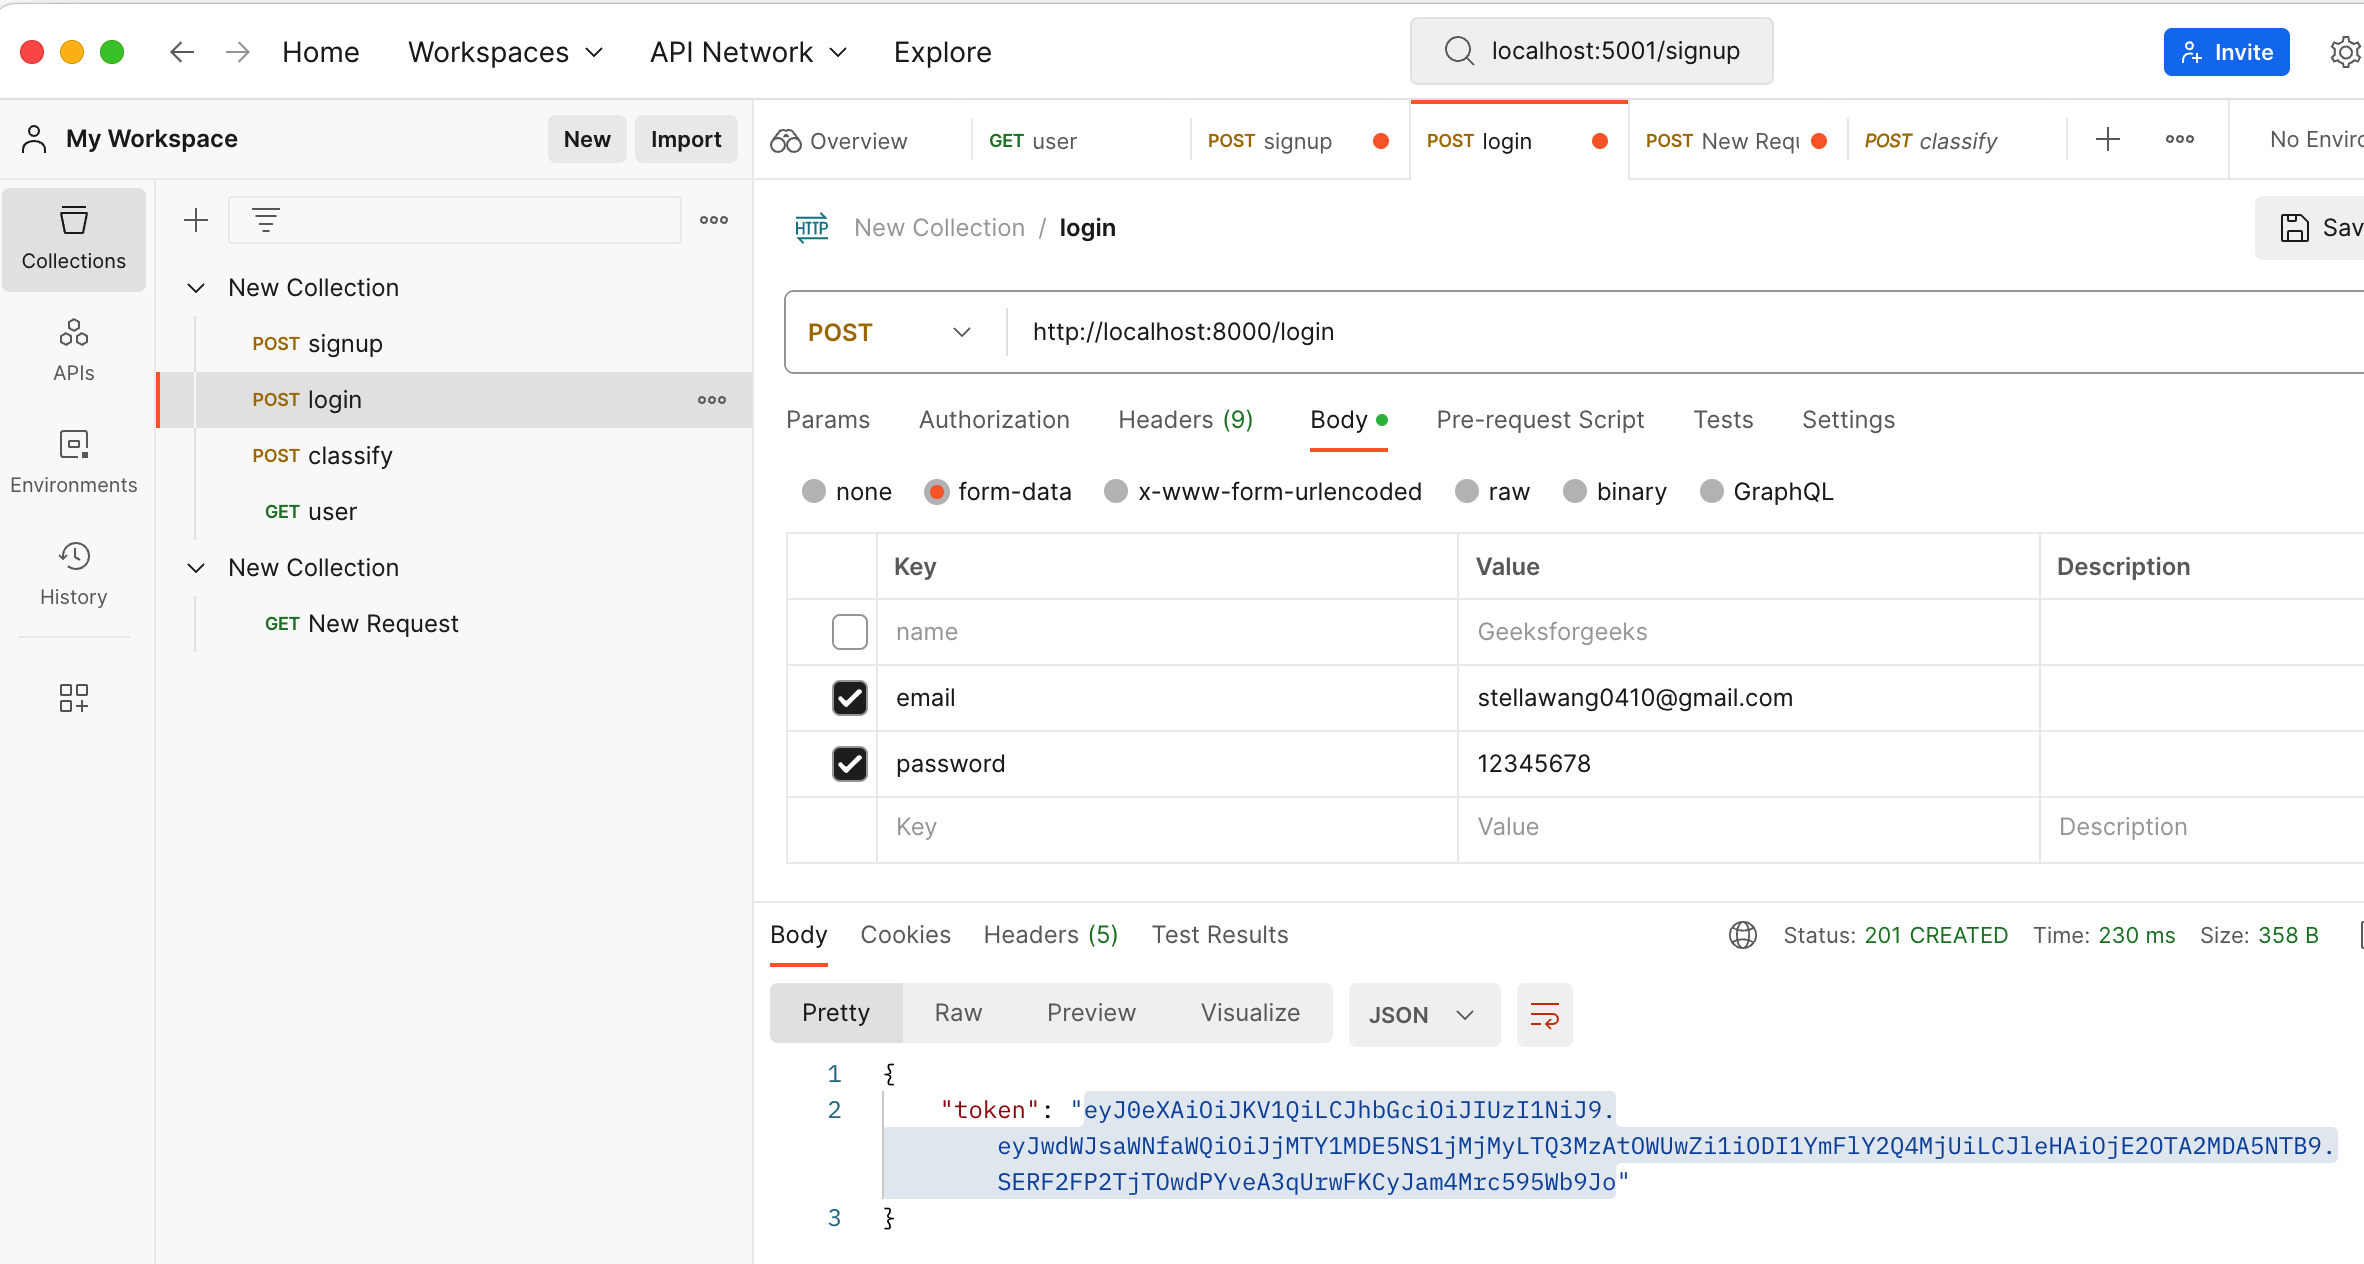 Home Workspaces API Network Explore localhost:5001/signup Invite
My Workspace New Import Overview GET user POST signup POST login POST New Requ POST classify No Enviro
Collections
APIs
Environments
History
New Collection
POST signup
POST login
POST classify
GET user
New Collection
GET New Request
HTTP New Collection / login Sav
POST http://localhost:8000/login
Params Authorization Headers (9) Body Pre-request Script Tests Settings
none form-data x-www-form-urlencoded raw binary GraphQL
Key Value Description
name Geeksforgeeks
email stellawang0410@gmail.com
password 12345678
Key Value Description
Body Cookies Headers (5) Test Results Status: 201 CREATED Time: 230 ms Size: 358 B
Pretty Raw Preview Visualize JSON
1 {
2 "token": "eyJ0eXAiOiJKV1QiLCJhbGciOiJIUzI1NiJ9.
eyJwdWJsaWNfaWQiOiJjMTY1MDE5NS1jMjMyLTQ3MzAtOWUwZi1iODI1YmFlY2Q4MjUiLCJleHAiOjE2OTA2MDA5NTB9.
SERF2FP2TjTOwdPYveA3qUrwFKCyJam4Mrc595Wb9Jo"
3 }